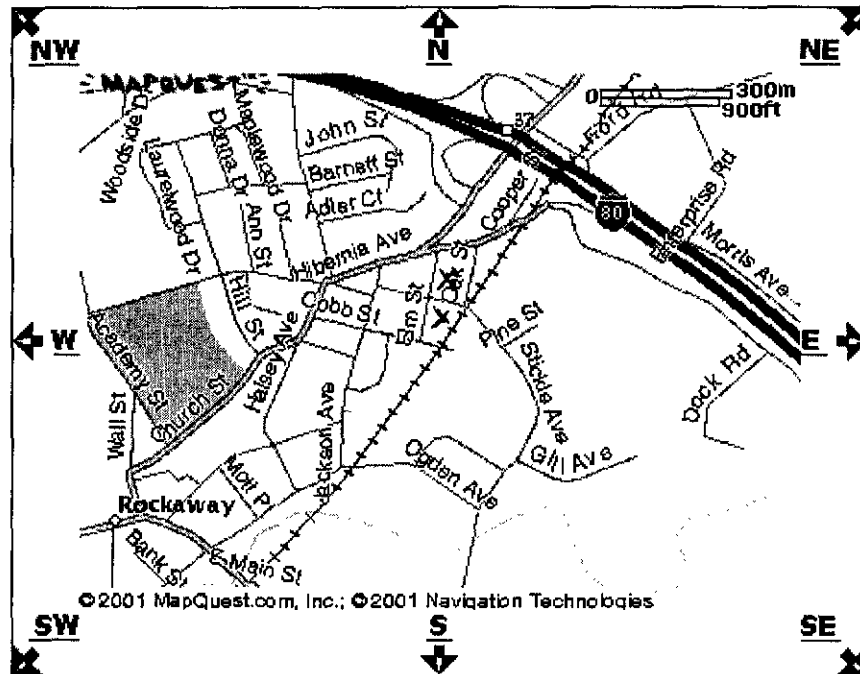 NW
N
NE
MAPQUEST
0
300m
900ft
37
Ford Rd
Woodside D
Laurelwood Dr
Donna Dr
Maplewood Dr
John St
Barnett St
Adler Ct
Ann St
Cooper
80
Enterprise Rd
Morris Ave
Hibernia Ave
Hill St
Cobb St
Elm St
Oak St
Pine St
W
E
Academy St
Church St
Halsey Ave
Stickle Ave
Dock Rd
Wall St
Jackson Ave
Mott Pl
Ogden Ave
Gill Ave
Rockaway
Bank St
Main St
©2001 MapQuest.com, Inc.; ©2001 Navigation Technologies
SW
S
SE